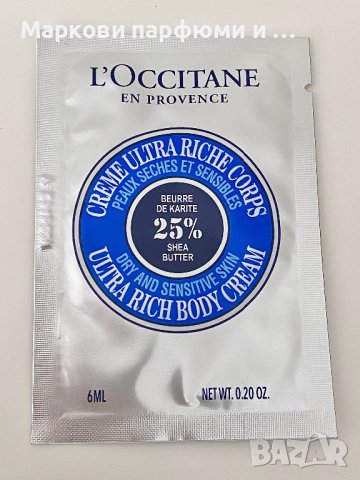 Маркови парфюми и ...
L'OCCITANE
EN PROVENCE
CREME ULTRA RICHE CORPS
PEAUX SECHES ET SENSIBLES
BEURRE
DE KARITE
25%
SHEA
BUTTER
DRY AND SENSITIVE SKIN
ULTRA RICH BODY CREAM
6ML NET WT. 0.20 OZ.
BAZAR